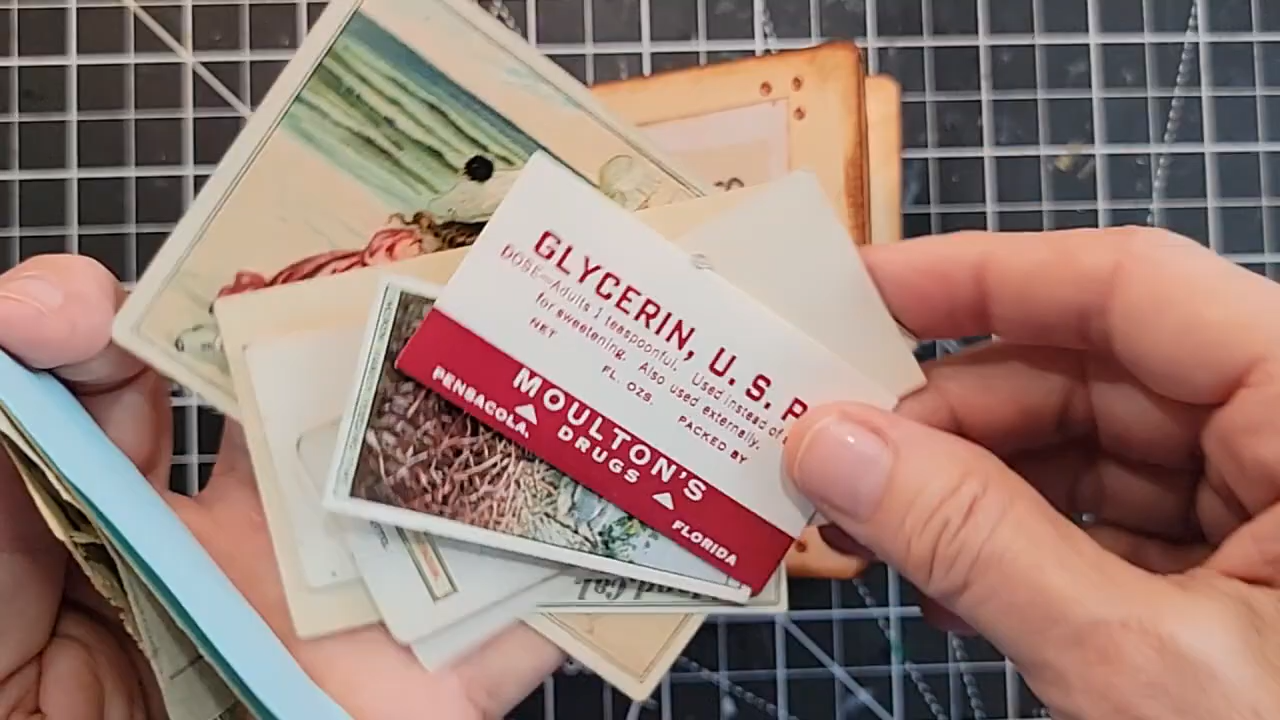 GLYCERIN, U. S. P
DOSE—Adults 1 teaspoonful. Used instead of
for sweetening. Also used externally.
NET FL. OZS.
PACKED BY
MOULTON'S
DRUGS
PENSACOLA, FLORIDA